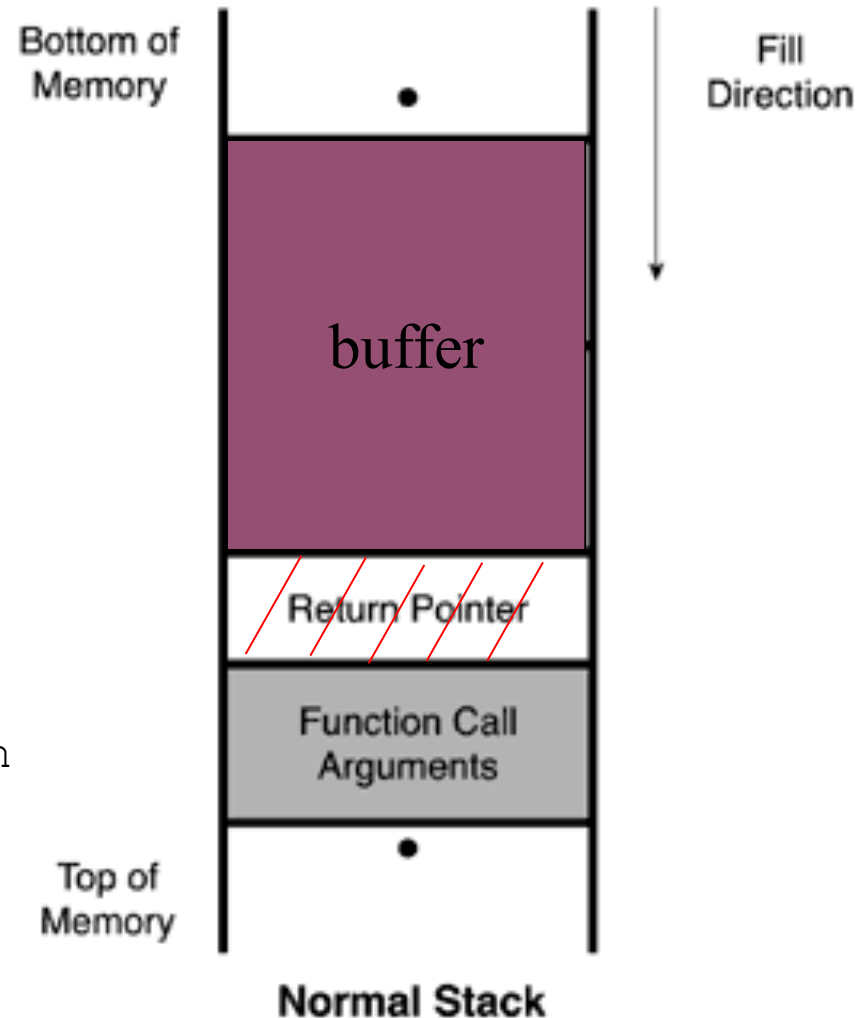 Bottom of
Memory
Fill
Direction
buffer
Return Pointer
Function Call
Arguments
n
Top of
Memory
Normal Stack